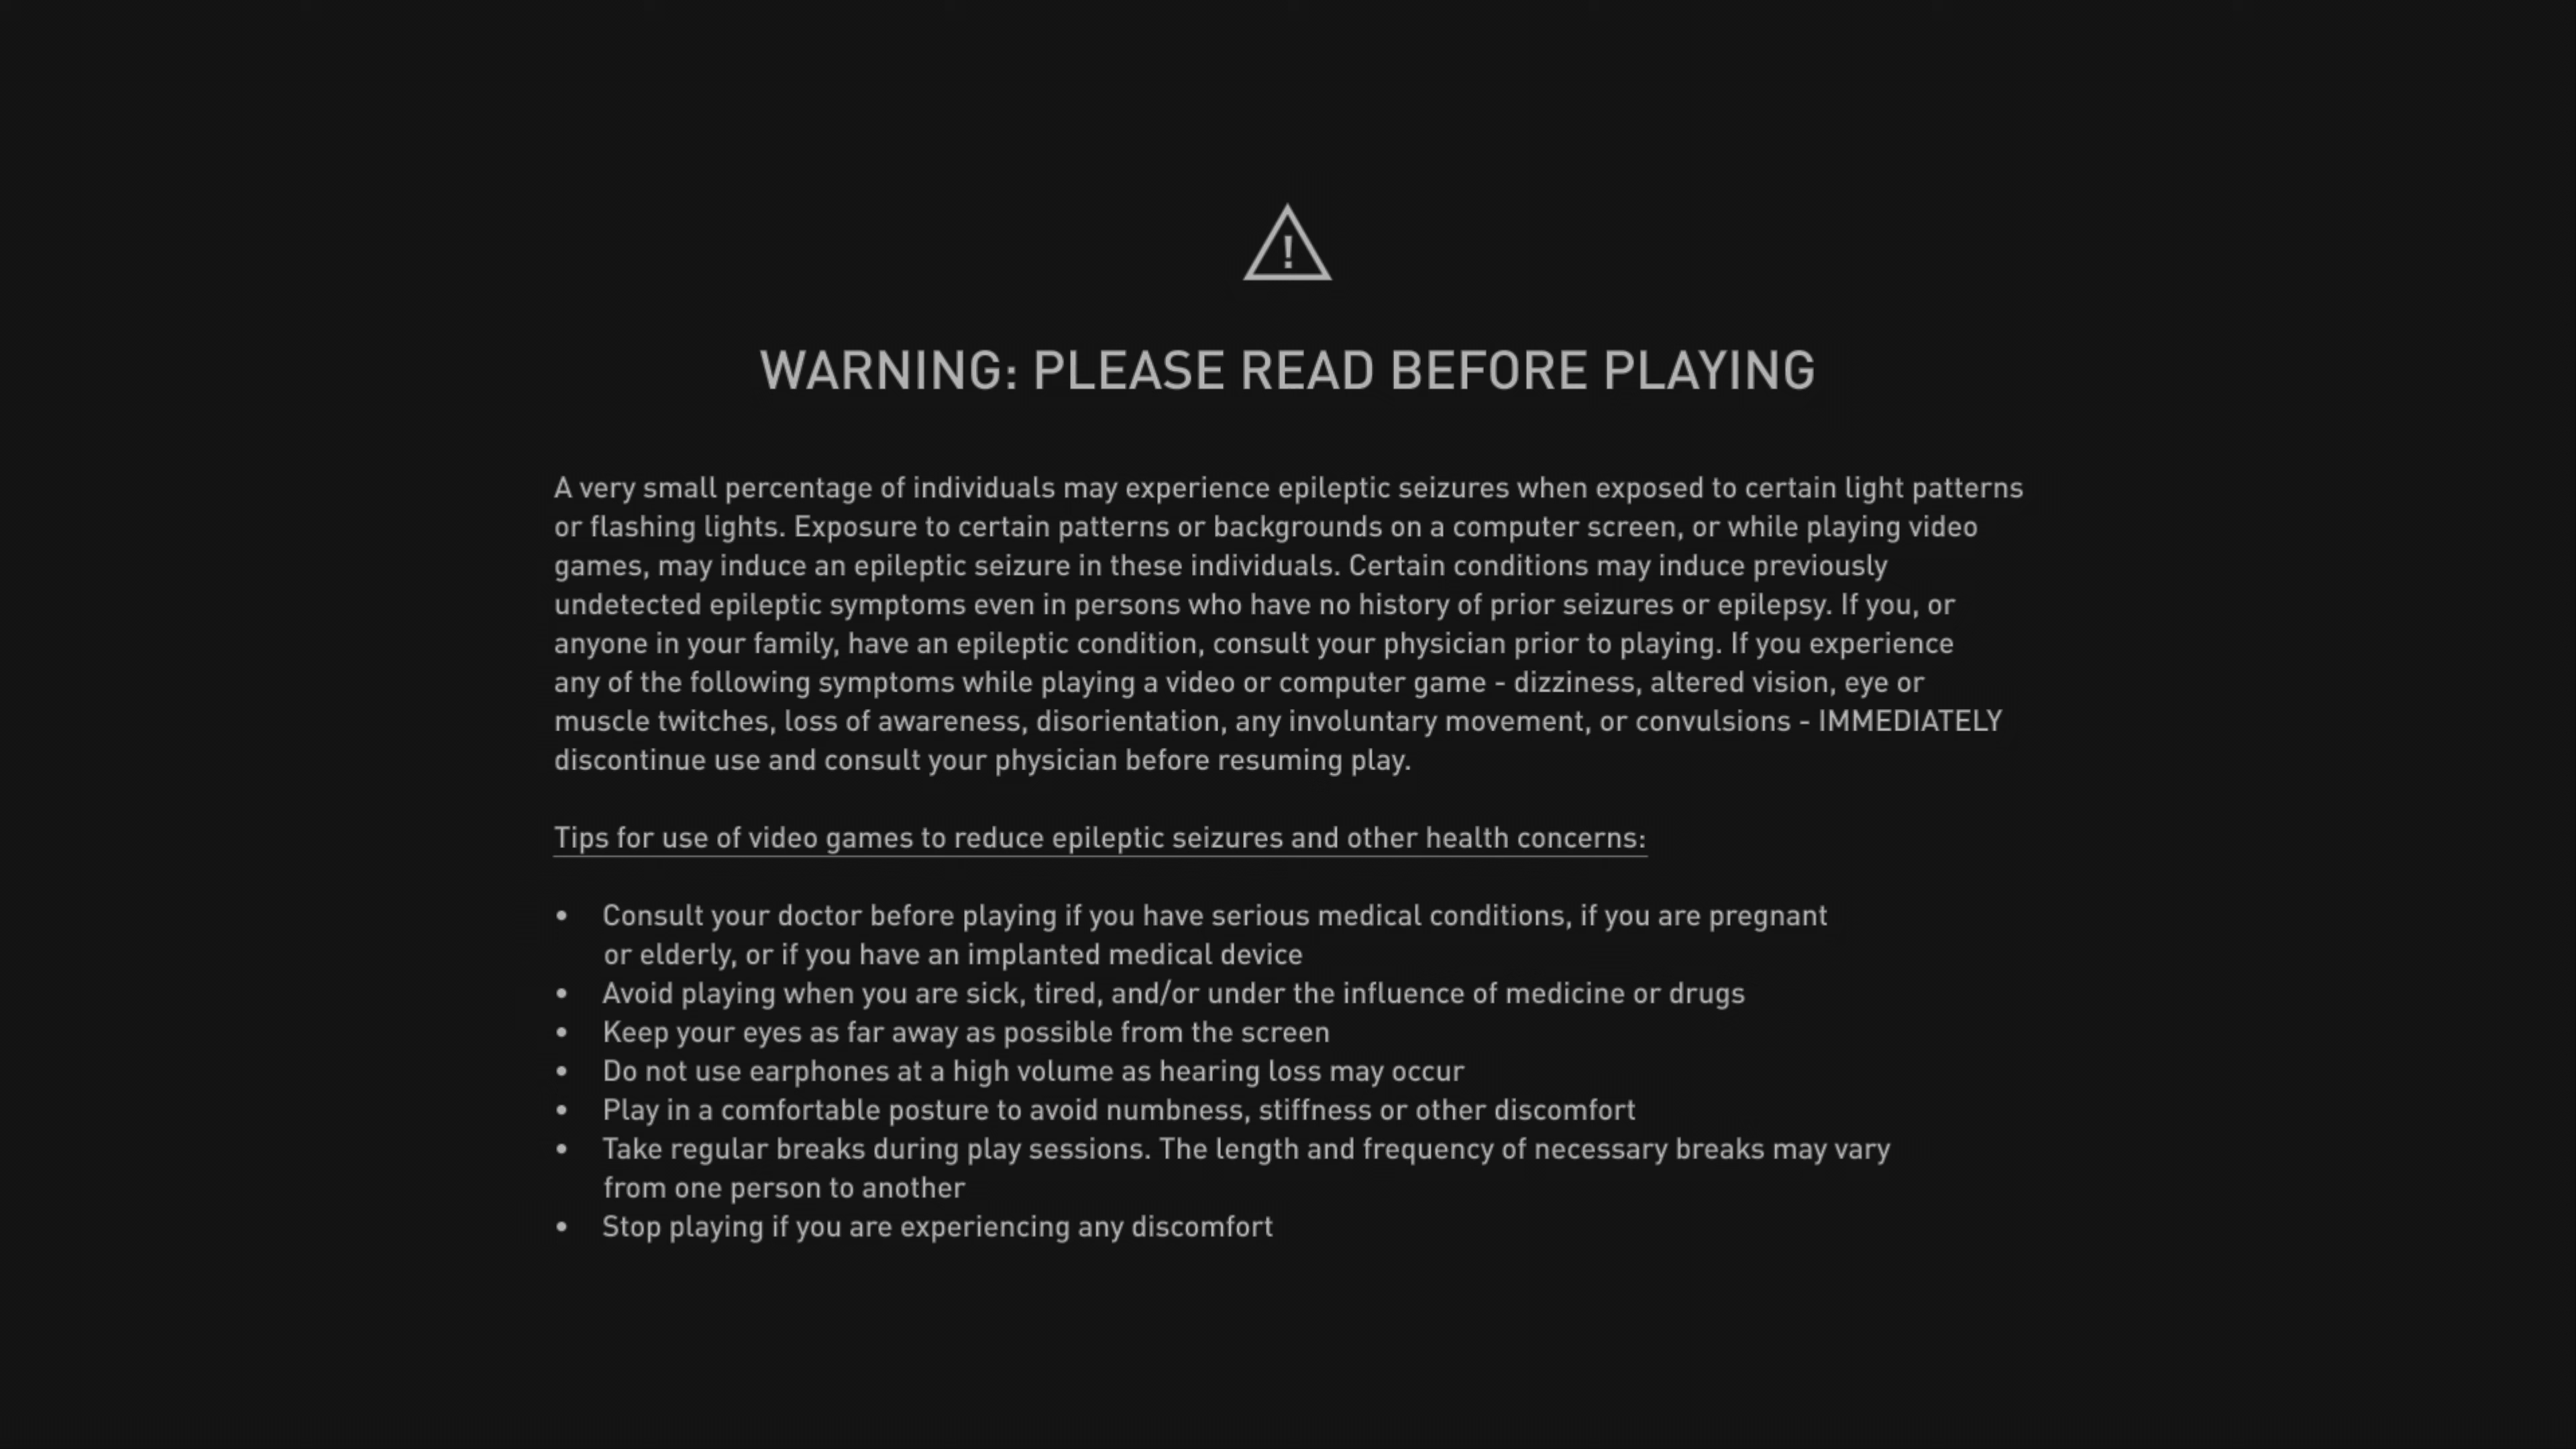 !
WARNING: PLEASE READ BEFORE PLAYING
A very small percentage of individuals may experience epileptic seizures when exposed to certain light patterns
or flashing lights. Exposure to certain patterns or backgrounds on a computer screen, or while playing video
games, may induce an epileptic seizure in these individuals. Certain conditions may induce previously
undetected epileptic symptoms even in persons who have no history of prior seizures or epilepsy. If you, or
anyone in your family, have an epileptic condition, consult your physician prior to playing. If you experience
any of the following symptoms while playing a video or computer game - dizziness, altered vision, eye or
muscle twitches, loss of awareness, disorientation, any involuntary movement, or convulsions - IMMEDIATELY
discontinue use and consult your physician before resuming play.
Tips for use of video games to reduce epileptic seizures and other health concerns:
• Consult your doctor before playing if you have serious medical conditions, if you are pregnant
or elderly, or if you have an implanted medical device
• Avoid playing when you are sick, tired, and/or under the influence of medicine or drugs
• Keep your eyes as far away as possible from the screen
• Do not use earphones at a high volume as hearing loss may occur
• Play in a comfortable posture to avoid numbness, stiffness or other discomfort
• Take regular breaks during play sessions. The length and frequency of necessary breaks may vary
from one person to another
• Stop playing if you are experiencing any discomfort